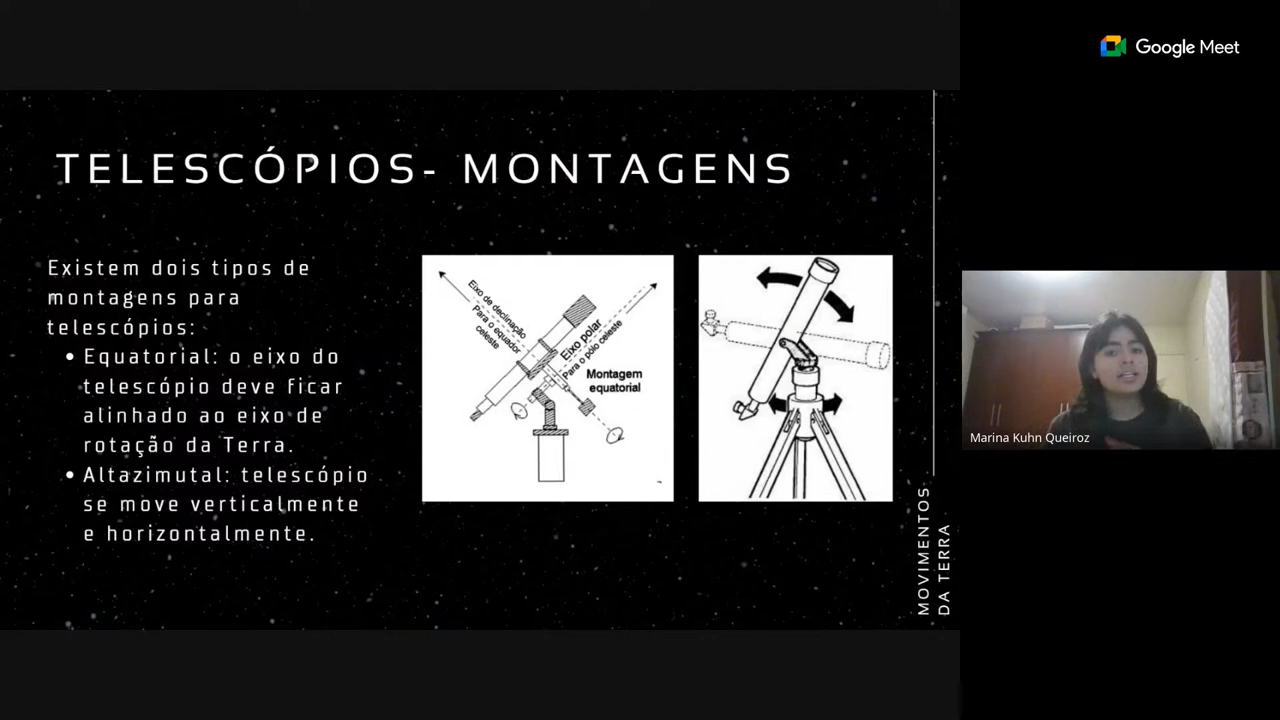 Google Meet
TELESCÓPIOS- MONTAGENS
Existem dois tipos de
montagens para
telescópios:
• Equatorial: o eixo do
telescópio deve ficar
alinhado ao eixo de
rotação da Terra.
• Altazimutal: telescópio
se move verticalmente
e horizontalmente.
Eixo de declinação
Para o equador
celeste
Eixo polar
Para o pólo celeste
Montagem
equatorial
MOVIMENTOS
DA TERRA
Marina Kuhn Queiroz